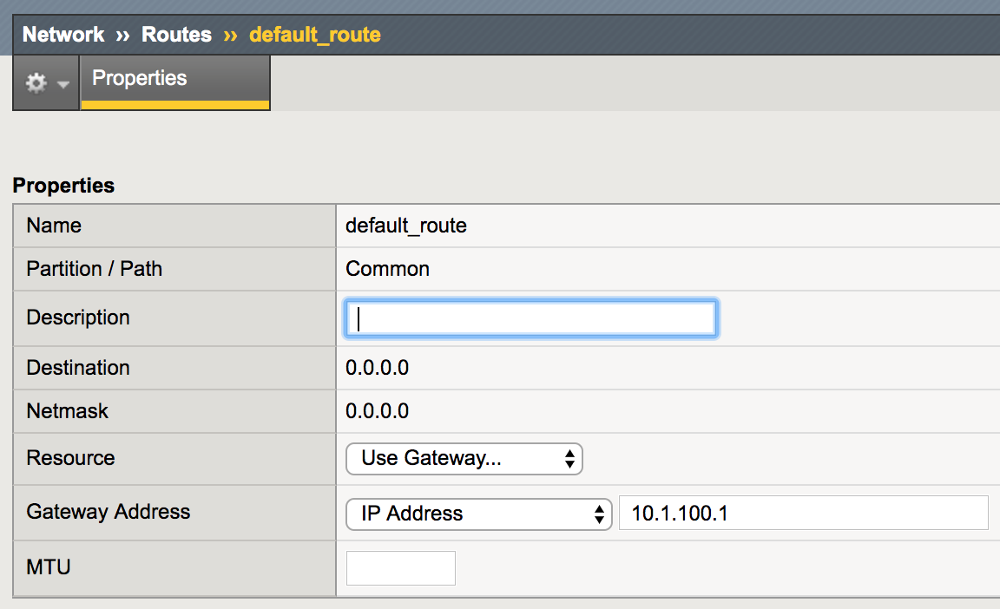 Network ›› Routes ›› default_route
Properties
Properties
Name default_route
Partition / Path Common
Description
Destination 0.0.0.0
Netmask 0.0.0.0
Resource Use Gateway...
Gateway Address IP Address 10.1.100.1
MTU